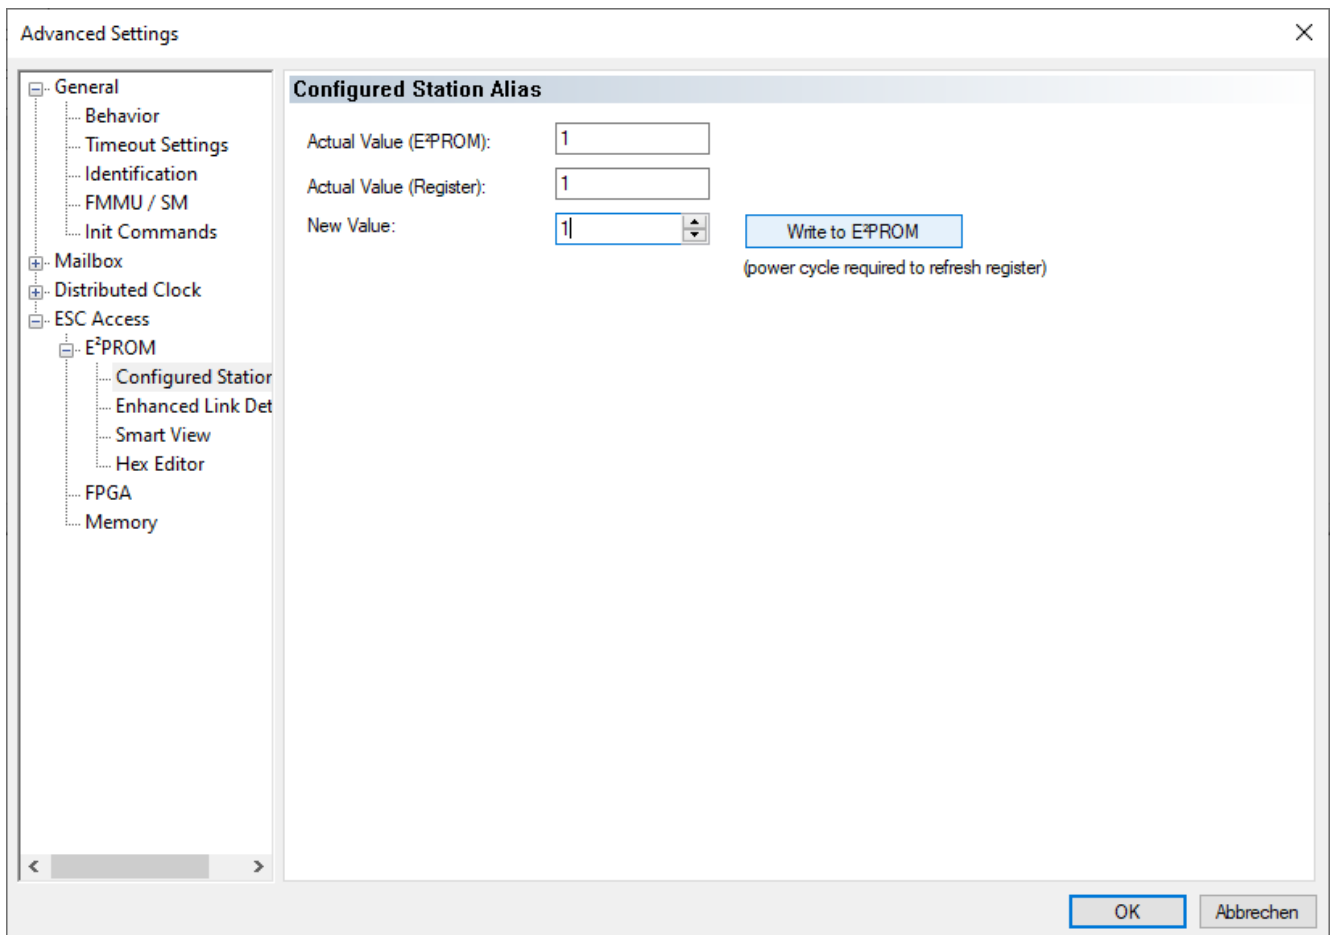 Advanced Settings
General
Behavior
Timeout Settings
Identification
FMMU / SM
Init Commands
Mailbox
Distributed Clock
ESC Access
E²PROM
Configured Station
Enhanced Link Det
Smart View
Hex Editor
FPGA
Memory
Configured Station Alias
Actual Value (E²PROM): 1
Actual Value (Register): 1
New Value: 1 Write to E²PROM
(power cycle required to refresh register)
OK Abbrechen